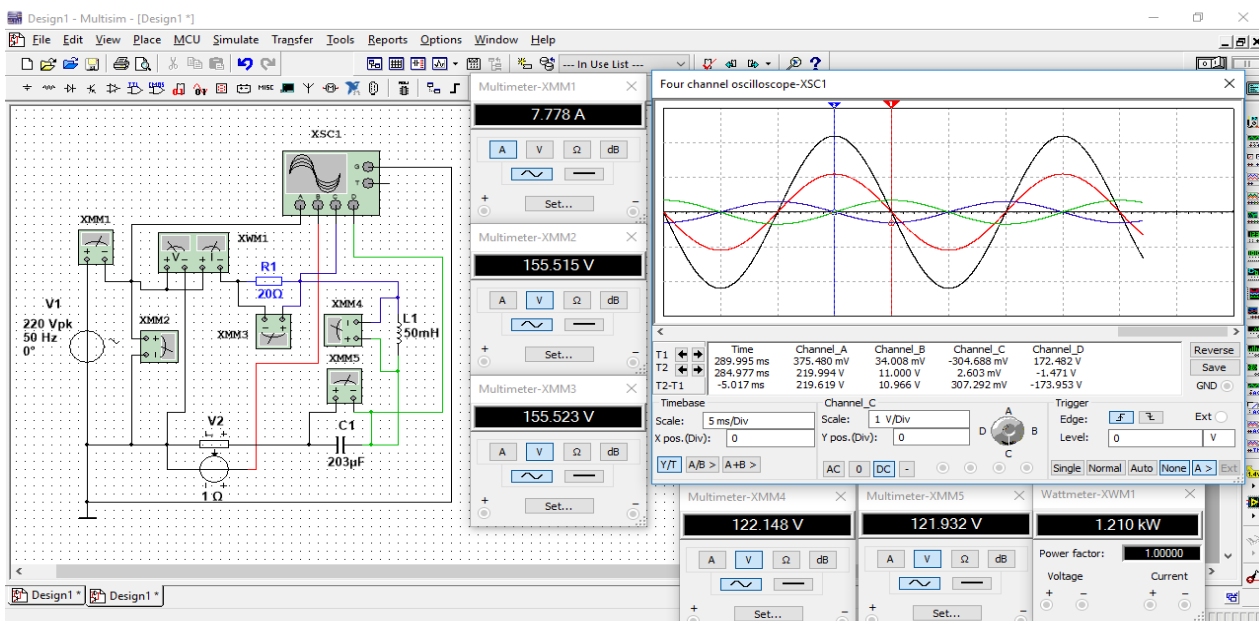 Design1 - Multisim - [Design1 *]
File Edit View Place MCU Simulate Transfer Tools Reports Options Window Help
--- In Use List ---
MISC
Multimeter-XMM1
7.778 A
A V Ω dB
+ Set... -
Multimeter-XMM2
155.515 V
A V Ω dB
+ Set... -
Multimeter-XMM3
155.523 V
A V Ω dB
+ Set... -
Four channel oscilloscope-XSC1
T1
T2
T2-T1
Time Channel_A Channel_B Channel_C Channel_D
289.995 ms 375.480 mV 34.008 mV -304.688 mV 172.482 V
284.977 ms 219.994 V 11.000 V 2.603 mV -1.471 V
-5.017 ms 219.619 V 10.966 V 307.292 mV -173.953 V
Reverse
Save
GND
Timebase
Scale: 5 ms/Div
X pos.(Div): 0
Y/T A/B > A+B >
Channel_C
Scale: 1 V/Div
Y pos.(Div): 0
AC 0 DC -
A
D B
C
Trigger
Edge: Ext
Level: 0 V
Single Normal Auto None A > Ext
Multimeter-XMM4
122.148 V
A V Ω dB
+ Set... -
Multimeter-XMM5
121.932 V
A V Ω dB
+ Set... -
Wattmeter-XWM1
1.210 kW
Power factor: 1.00000
Voltage Current
+ - + -
XSC1
G
T
A B C D
XMM1
XWM1
V I
R1
20Ω
V1
220 Vpk
50 Hz
0°
XMM2
XMM3
XMM4
L1
50mH
XMM5
V2
C1
203µF
1 Ω
Design1 * Design1 *